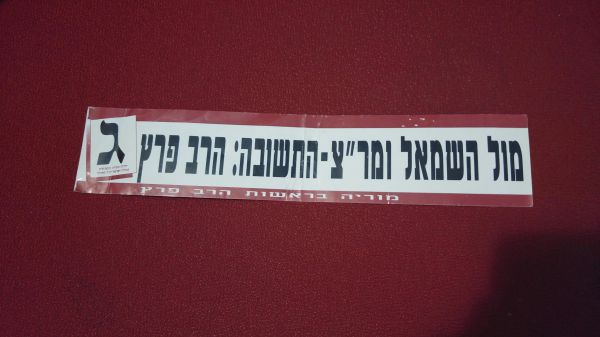 מול השמאל ומר"צ-התשובה: הרב פרץ
ג
מוריה בראשות הרב פרץ